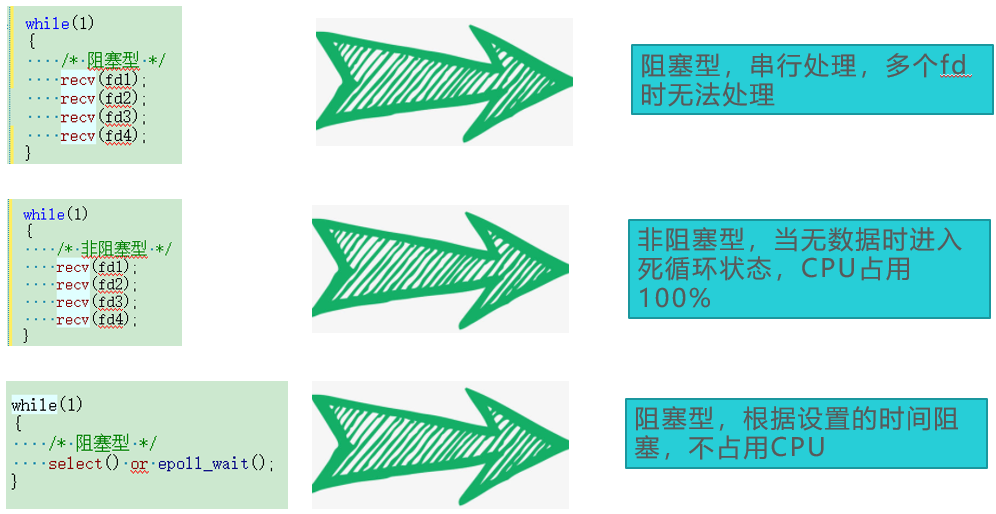 while(1)
{
/* 阻塞型 */
recv(fd1);
recv(fd2);
recv(fd3);
recv(fd4);
}
阻塞型，串行处理，多个fd
时无法处理
while(1)
{
/* 非阻塞型 */
recv(fd1);
recv(fd2);
recv(fd3);
recv(fd4);
}
非阻塞型，当无数据时进入
死循环状态，CPU占用
100%
while(1)
{
/* 阻塞型 */
select() or epoll_wait();
}
阻塞型，根据设置的时间阻
塞，不占用CPU